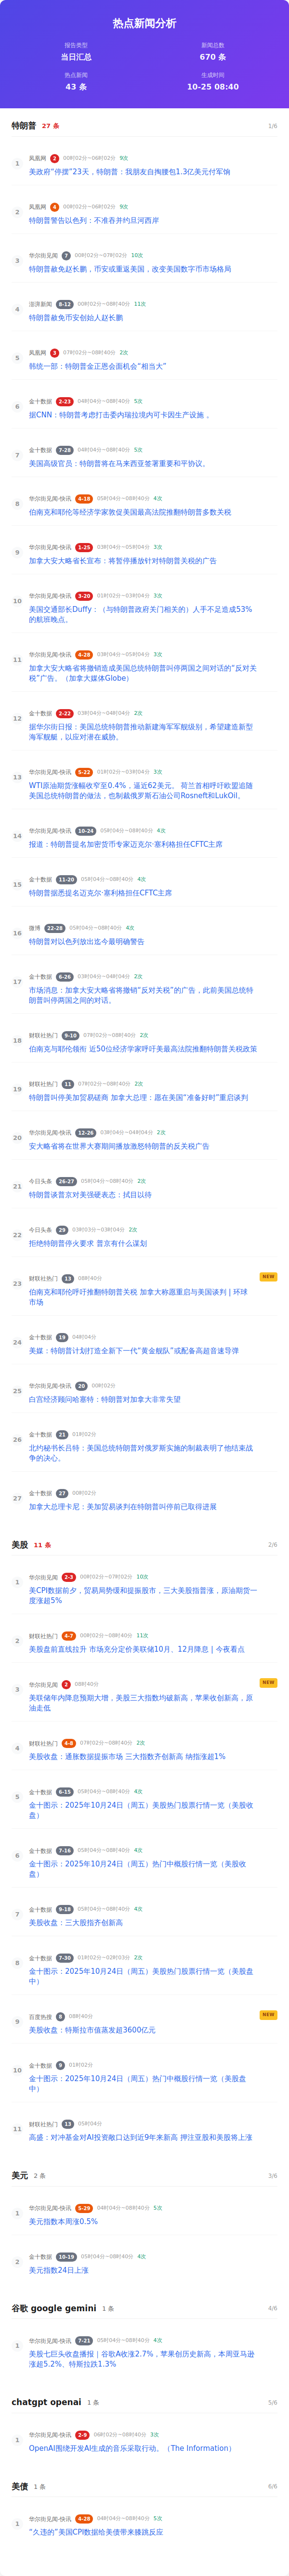 热点新闻分析
报告类型
当日汇总
新闻总数
670 条
热点新闻
43 条
生成时间
10-25 08:40
特朗普 27 条 1/6
1
凤凰网 2 00时02分~06时02分 9次
美政府“停摆”23天，特朗普：我朋友自掏腰包1.3亿美元付军饷
2
凤凰网 4 00时02分~06时02分 9次
特朗普警告以色列：不准吞并约旦河西岸
3
华尔街见闻 7 00时02分~07时02分 10次
特朗普赦免赵长鹏，币安或重返美国，改变美国数字货币市场格局
4
澎湃新闻 8-12 00时02分~08时40分 11次
特朗普赦免币安创始人赵长鹏
5
凤凰网 3 07时02分~08时40分 2次
韩统一部：特朗普金正恩会面机会“相当大”
6
金十数据 2-23 04时04分~08时40分 5次
据CNN：特朗普考虑打击委内瑞拉境内可卡因生产设施 。
7
金十数据 7-28 04时04分~08时40分 5次
美国高级官员：特朗普将在马来西亚签署重要和平协议。
8
华尔街见闻-快讯 4-18 05时04分~08时40分 4次
伯南克和耶伦等经济学家敦促美国最高法院推翻特朗普多数关税
9
华尔街见闻-快讯 1-25 03时04分~05时04分 3次
加拿大安大略省长宣布：将暂停播放针对特朗普关税的广告
10
华尔街见闻-快讯 3-20 01时02分~03时04分 3次
美国交通部长Duffy：（与特朗普政府关门相关的）人手不足造成53%
的航班晚点。
11
华尔街见闻-快讯 4-28 03时04分~05时04分 3次
加拿大安大略省将撤销造成美国总统特朗普叫停两国之间对话的“反对关
税”广告。（加拿大媒体Globe）
12
金十数据 2-22 03时04分~04时04分 2次
据华尔街日报：美国总统特朗普推动新建海军军舰级别，希望建造新型
海军舰艇，以应对潜在威胁。
13
华尔街见闻-快讯 5-22 01时02分~03时04分 3次
WTI原油期货涨幅收窄至0.4%，逼近62美元。 荷兰首相呼吁欧盟追随
美国总统特朗普的做法，也制裁俄罗斯石油公司Rosneft和LukOil。
14
华尔街见闻-快讯 10-24 05时04分~08时40分 4次
报道：特朗普提名加密货币专家迈克尔·塞利格担任CFTC主席
15
金十数据 11-20 05时04分~08时40分 4次
特朗普据悉提名迈克尔·塞利格担任CFTC主席
16
微博 22-28 05时04分~08时40分 4次
特朗普对以色列放出迄今最明确警告
17
金十数据 6-26 03时04分~04时04分 2次
市场消息：加拿大安大略省将撤销“反对关税”的广告，此前美国总统特
朗普叫停两国之间的对话。
18
财联社热门 9-10 07时02分~08时40分 2次
伯南克与耶伦领衔 近50位经济学家呼吁美最高法院推翻特朗普关税政策
19
财联社热门 11 07时02分~08时40分 2次
特朗普叫停美加贸易磋商 加拿大总理：愿在美国“准备好时”重启谈判
20
华尔街见闻-快讯 12-26 03时04分~04时04分 2次
安大略省将在世界大赛期间播放激怒特朗普的反关税广告
21
今日头条 26-27 05时04分~08时40分 2次
特朗普谈普京对美强硬表态：拭目以待
22
今日头条 29 03时03分~03时04分 2次
拒绝特朗普停火要求 普京有什么谋划
23
财联社热门 13 08时40分 NEW
伯南克和耶伦呼吁推翻特朗普关税 加拿大称愿重启与美国谈判 | 环球
市场
24
金十数据 19 04时04分
美媒：特朗普计划打造全新下一代“黄金舰队”或配备高超音速导弹
25
华尔街见闻-快讯 20 00时02分
白宫经济顾问哈塞特：特朗普对加拿大非常失望
26
金十数据 21 01时02分
北约秘书长吕特：美国总统特朗普对俄罗斯实施的制裁表明了他结束战
争的决心。
27
金十数据 27 00时02分
加拿大总理卡尼：美加贸易谈判在特朗普叫停前已取得进展
美股 11 条 2/6
1
华尔街见闻 2-3 00时02分~07时02分 10次
美CPI数据前夕，贸易局势缓和提振股市，三大美股指普涨，原油期货一
度涨超5%
2
财联社热门 4-7 00时02分~08时40分 11次
美股盘前直线拉升 市场充分定价美联储10月、12月降息 | 今夜看点
3
华尔街见闻 2 08时40分 NEW
美联储年内降息预期大增，美股三大指数均破新高，苹果收创新高，原
油走低
4
财联社热门 4-8 07时02分~08时40分 2次
美股收盘：通胀数据提振市场 三大指数齐创新高 纳指涨超1%
5
金十数据 6-15 05时04分~08时40分 4次
金十图示：2025年10月24日（周五）美股热门股票行情一览（美股收
盘）
6
金十数据 7-16 05时04分~08时40分 4次
金十图示：2025年10月24日（周五）热门中概股行情一览（美股收
盘）
7
金十数据 9-18 05时04分~08时40分 4次
美股收盘：三大股指齐创新高
8
金十数据 7-30 01时02分~02时03分 2次
金十图示：2025年10月24日（周五）美股热门股票行情一览（美股盘
中）
9
百度热搜 8 08时40分 NEW
美股收盘：特斯拉市值蒸发超3600亿元
10
金十数据 9 01时02分
金十图示：2025年10月24日（周五）热门中概股行情一览（美股盘
中）
11
财联社热门 13 05时04分
高盛：对冲基金对AI投资敞口达到近9年来新高 押注亚股和美股将上涨
美元 2 条 3/6
1
华尔街见闻-快讯 5-29 04时04分~08时40分 5次
美元指数本周涨0.5%
2
金十数据 10-19 05时04分~08时40分 4次
美元指数24日上涨
谷歌 google gemini 1 条 4/6
1
华尔街见闻-快讯 7-21 05时04分~08时40分 4次
美股七巨头收盘播报 | 谷歌A收涨2.7%，苹果创历史新高，本周亚马逊
涨超5.2%、特斯拉跌1.3%
chatgpt openai 1 条 5/6
1
华尔街见闻-快讯 2-9 06时02分~08时40分 3次
OpenAI围绕开发AI生成的音乐采取行动。（The Information）
美债 1 条 6/6
1
华尔街见闻-快讯 4-28 04时04分~08时40分 5次
“久违的”美国CPI数据给美债带来膝跳反应